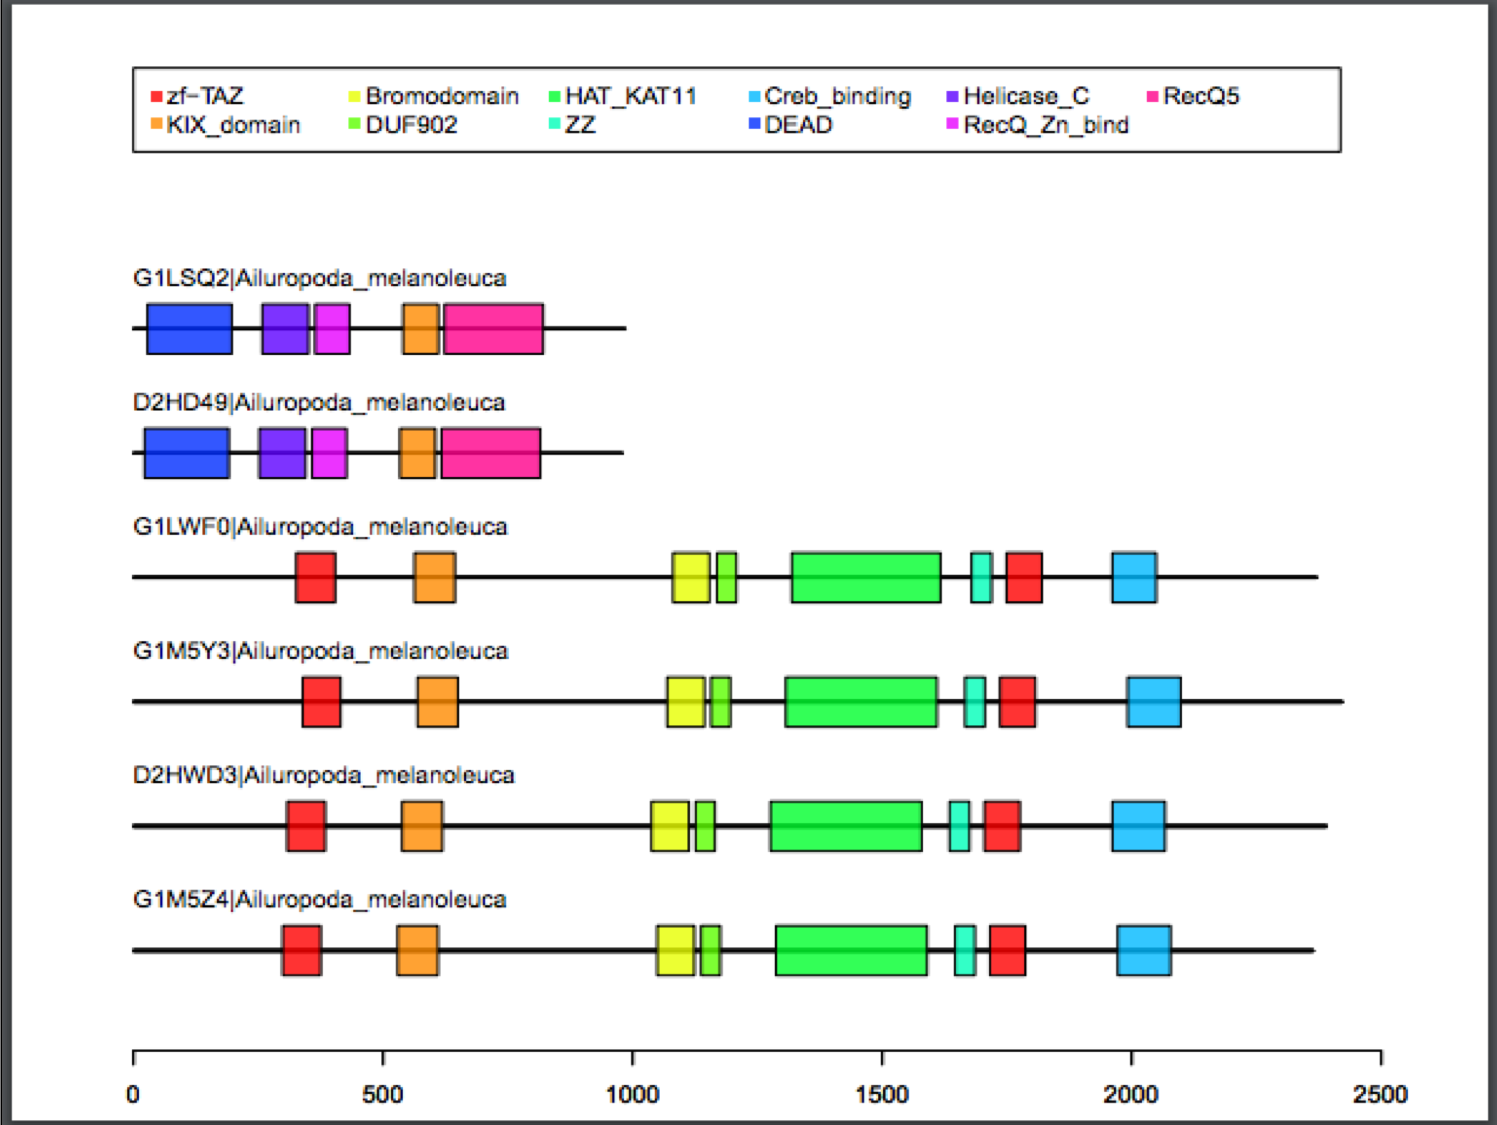 zf−TAZ Bromodomain HAT_KAT11 Creb_binding Helicase_C RecQ5
KIX_domain DUF902 ZZ DEAD RecQ_Zn_bind
G1LSQ2|Ailuropoda_melanoleuca
D2HD49|Ailuropoda_melanoleuca
G1LWF0|Ailuropoda_melanoleuca
G1M5Y3|Ailuropoda_melanoleuca
D2HWD3|Ailuropoda_melanoleuca
G1M5Z4|Ailuropoda_melanoleuca
0 500 1000 1500 2000 2500